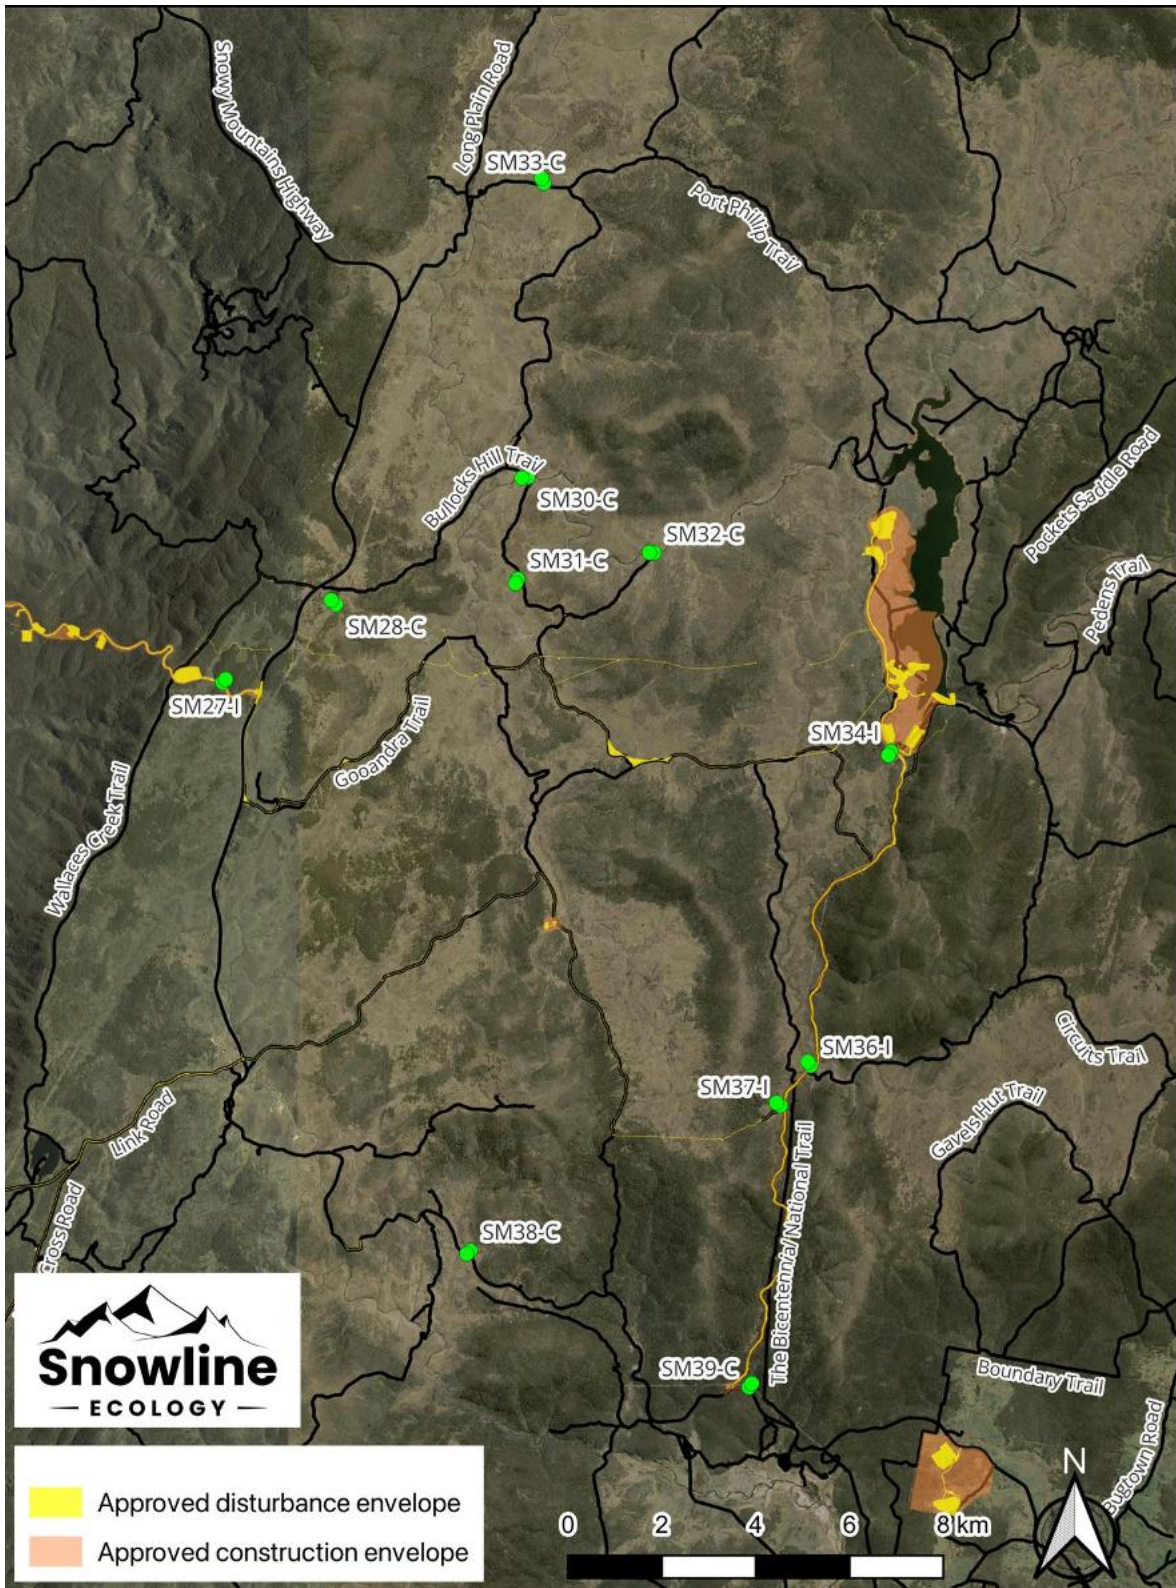 Snowy Mountains Highway
Long Plain Road
SM33-C
Port Phillip Trail
Bullocks Hill Trail
SM30-C
SM32-C
SM31-C
SM28-C
Pockets Saddle Road
Pedens Trail
SM27-I
Gooandra Trail
SM34-I
Wallaces Creek Trail
SM36-I
Circuits Trail
SM37-I
Gavels Hut Trail
Link Road
The Bicentennial National Trail
Cross Road
SM38-C
SM39-C
Boundary Trail
Bugtown Road
Snowline
ECOLOGY
Approved disturbance envelope
Approved construction envelope
0 2 4 6 8 km
N